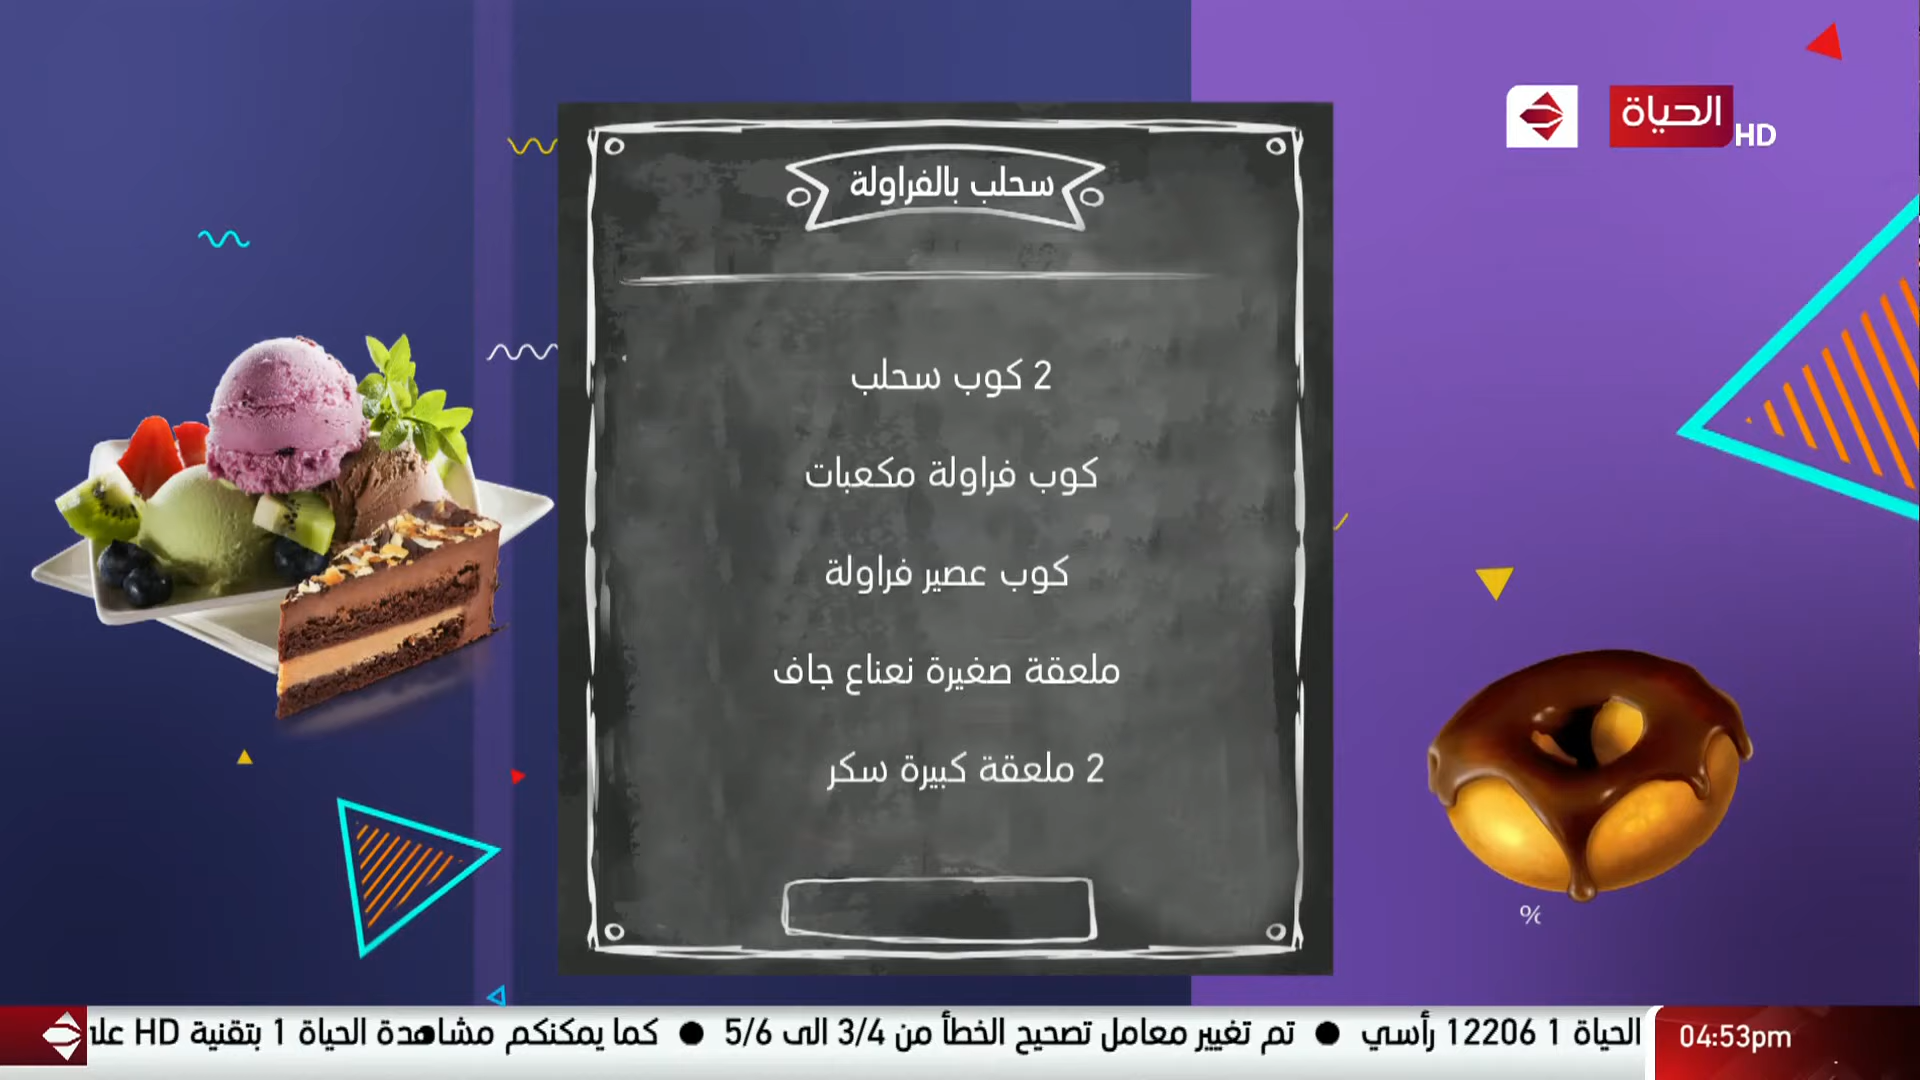 الحياة HD
سحلب بالفراولة
2 كوب سحلب
كوب فراولة مكعبات
كوب عصير فراولة
ملعقة صغيرة نعناع جاف
2 ملعقة كبيرة سكر
%
الحياة 1 12206 رأسي ● تم تغيير معامل تصحيح الخطأ من 3/4 الى 5/6 ● كما يمكنكم مشاهدة الحياة 1 بتقنية HD
04:53pm